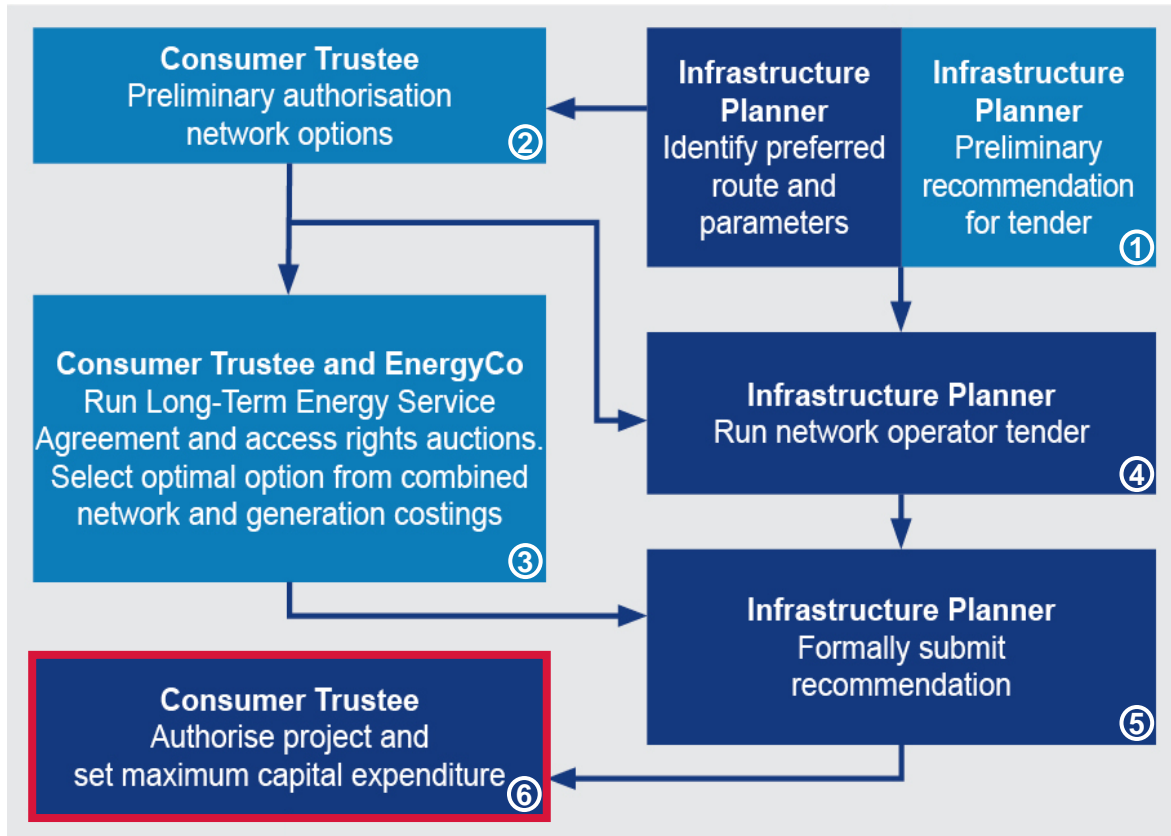 Infrastructure
Planner
Identify preferred
route and
parameters
Infrastructure
Planner
Preliminary
recommendation
for tender
①
Consumer Trustee
Preliminary authorisation
network options
②
Consumer Trustee and EnergyCo
Run Long-Term Energy Service
Agreement and access rights auctions.
Select optimal option from combined
network and generation costings
③
Infrastructure Planner
Run network operator tender
④
Infrastructure Planner
Formally submit
recommendation
⑤
Consumer Trustee
Authorise project and
set maximum capital expenditure
⑥